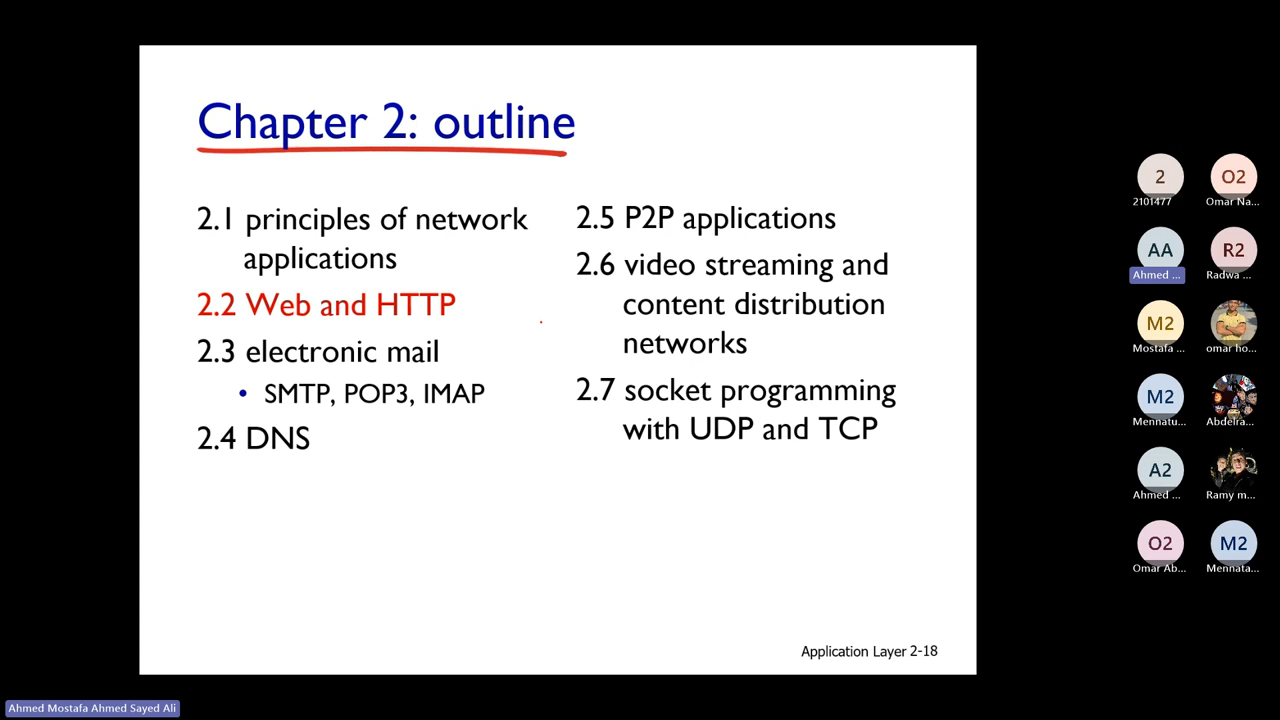 Chapter 2: outline
2.1 principles of network
applications
2.2 Web and HTTP
2.3 electronic mail
• SMTP, POP3, IMAP
2.4 DNS
2.5 P2P applications
2.6 video streaming and
content distribution
networks
2.7 socket programming
with UDP and TCP
Application Layer 2-18
2 O2
2101477 Omar Na...
AA R2
Ahmed ... Radwa ...
M2
Mostafa ... omar ho...
M2
Mennatu... Abdelra...
A2
Ahmed ... Ramy m...
O2 M2
Omar Ab... Mennata...
Ahmed Mostafa Ahmed Sayed Ali